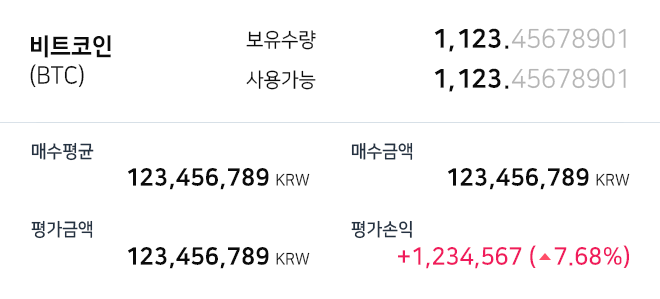 비트코인
(BTC)
보유수량 1,123.45678901
사용가능 1,123.45678901
매수평균
123,456,789 KRW
매수금액
123,456,789 KRW
평가금액
123,456,789 KRW
평가손익
+1,234,567 (▲7.68%)